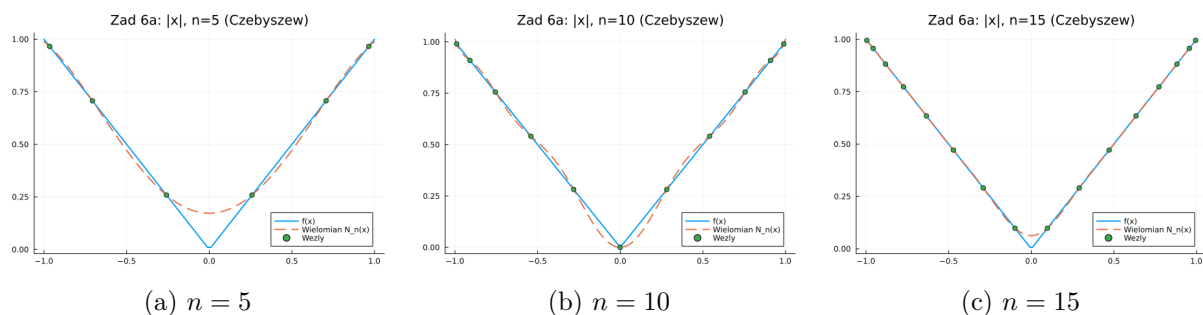 Zad 6a: |x|, n=5 (Czebyszew)
1.00
0.75
0.50
0.25
0.00
-1.0 -0.5 0.0 0.5 1.0
f(x)
Wielomian N_n(x)
Wezly
(a) n = 5
Zad 6a: |x|, n=10 (Czebyszew)
1.00
0.75
0.50
0.25
0.00
-1.0 -0.5 0.0 0.5 1.0
f(x)
Wielomian N_n(x)
Wezly
(b) n = 10
Zad 6a: |x|, n=15 (Czebyszew)
1.00
0.75
0.50
0.25
0.00
-1.0 -0.5 0.0 0.5 1.0
f(x)
Wielomian N_n(x)
Wezly
(c) n = 15